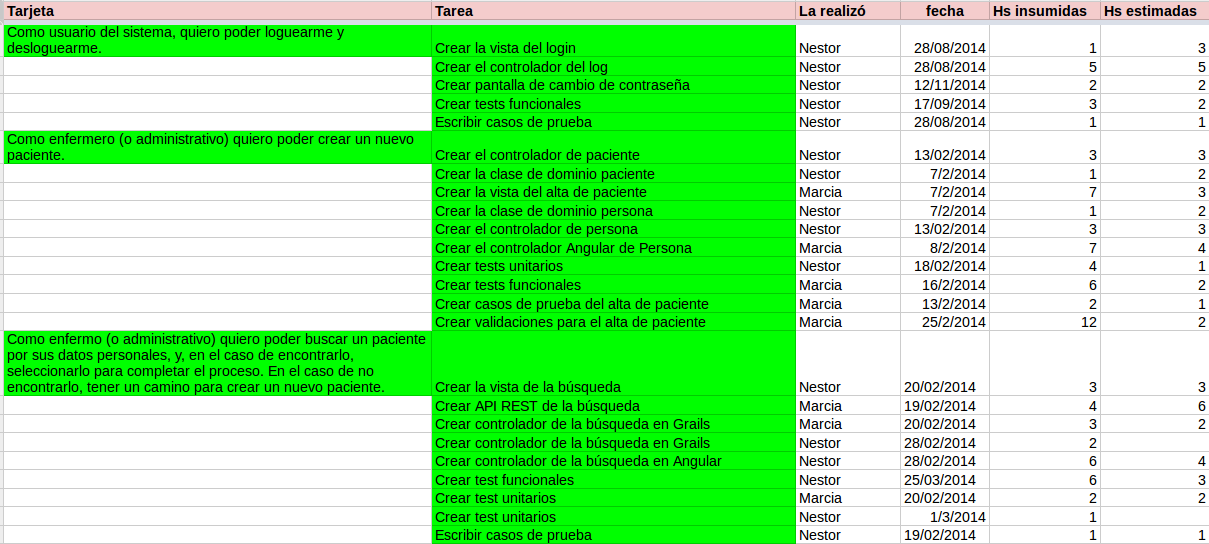 Tarjeta Tarea La realizó fecha Hs insumidas Hs estimadas
Como usuario del sistema, quiero poder loguearme y
desloguearme. Crear la vista del login Nestor 28/08/2014 1 3
Crear el controlador del log Nestor 28/08/2014 5 5
Crear pantalla de cambio de contraseña Nestor 12/11/2014 2 2
Crear tests funcionales Nestor 17/09/2014 3 2
Escribir casos de prueba Nestor 28/08/2014 1 1
Como enfermero (o administrativo) quiero poder crear un nuevo
paciente. Crear el controlador de paciente Nestor 13/02/2014 3 3
Crear la clase de dominio paciente Nestor 7/2/2014 1 2
Crear la vista del alta de paciente Marcia 7/2/2014 7 3
Crear la clase de dominio persona Nestor 7/2/2014 1 2
Crear el controlador de persona Nestor 13/02/2014 3 3
Crear el controlador Angular de Persona Marcia 8/2/2014 7 4
Crear tests unitarios Nestor 18/02/2014 4 1
Crear tests funcionales Marcia 16/2/2014 6 2
Crear casos de prueba del alta de paciente Marcia 13/2/2014 2 1
Crear validaciones para el alta de paciente Marcia 25/2/2014 12 2
Como enfermo (o administrativo) quiero poder buscar un paciente
por sus datos personales, y, en el caso de encontrarlo,
seleccionarlo para completar el proceso. En el caso de no
encontrarlo, tener un camino para crear un nuevo paciente. Crear la vista de la búsqueda Nestor 20/02/2014 3 3
Crear API REST de la búsqueda Marcia 19/02/2014 4 6
Crear controlador de la búsqueda en Grails Marcia 20/02/2014 3 2
Crear controlador de la búsqueda en Grails Nestor 28/02/2014 2
Crear controlador de la búsqueda en Angular Nestor 28/02/2014 6 4
Crear test funcionales Nestor 25/03/2014 6 3
Crear test unitarios Marcia 20/02/2014 2 2
Crear test unitarios Nestor 1/3/2014 1
Escribir casos de prueba Nestor 19/02/2014 1 1